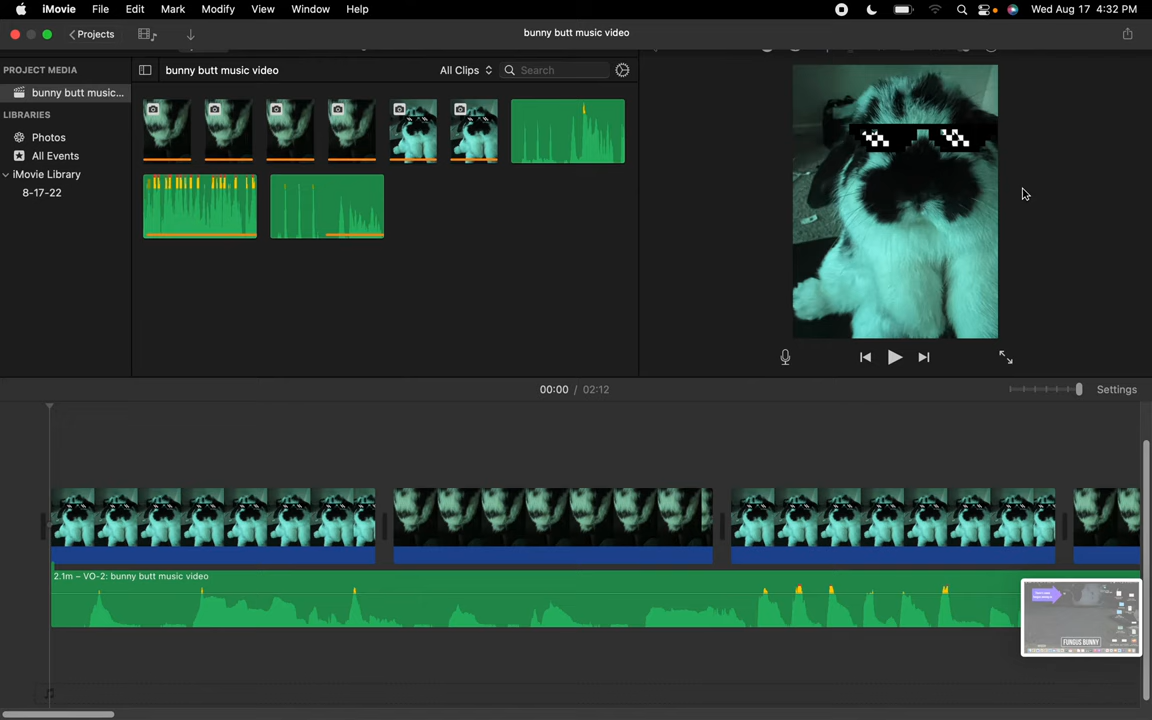 iMovie File Edit Mark Modify View Window Help Wed Aug 17 4:32 PM
Projects bunny butt music video
PROJECT MEDIA
bunny butt music...
LIBRARIES
Photos
All Events
iMovie Library
8-17-22
bunny butt music video All Clips Search
00:00 / 02:12 Settings
2.1m – VO-2: bunny butt music video
FUNGUS BUNNY